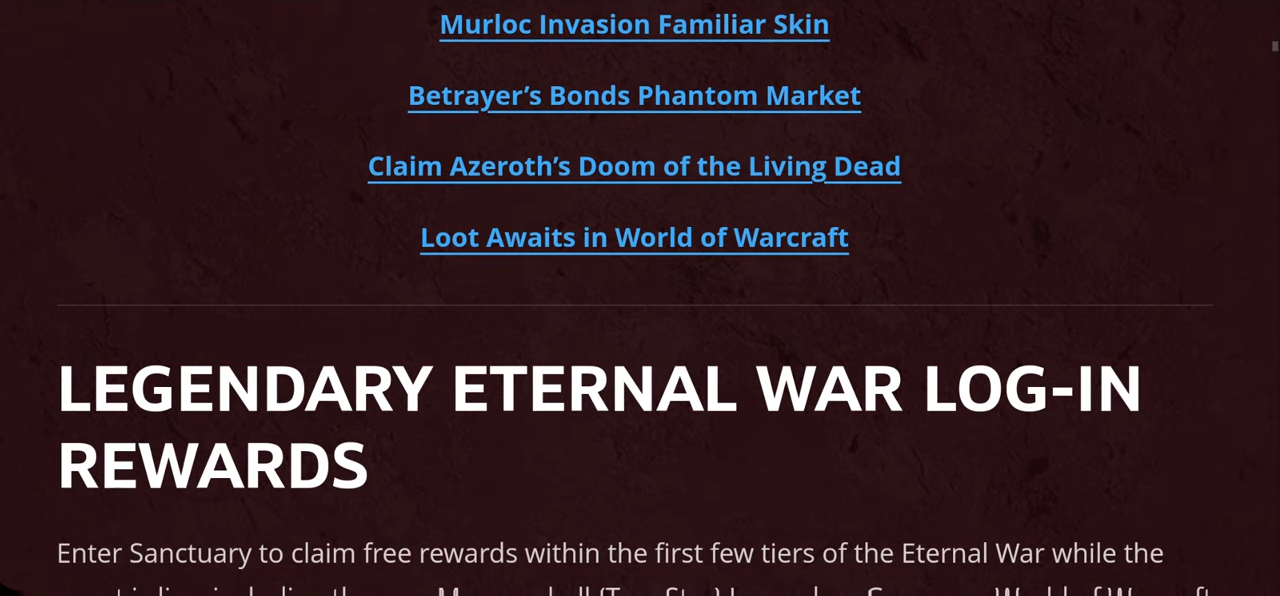 Murloc Invasion Familiar Skin
Betrayer’s Bonds Phantom Market
Claim Azeroth’s Doom of the Living Dead
Loot Awaits in World of Warcraft
LEGENDARY ETERNAL WAR LOG-IN
REWARDS
Enter Sanctuary to claim free rewards within the first few tiers of the Eternal War while the